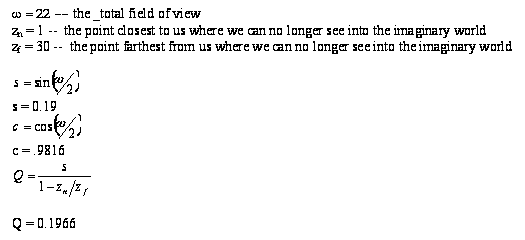 ω = 22 -- the _total field of view
zn = 1 -- the point closest to us where we can no longer see into the imaginary world
zf = 30 -- the point farthest from us where we can no longer see into the imaginary world
s = sin(ω/2)
s = 0.19
c = cos(ω/2)
c = .9816
Q = s / (1 - zn/zf)
Q = 0.1966